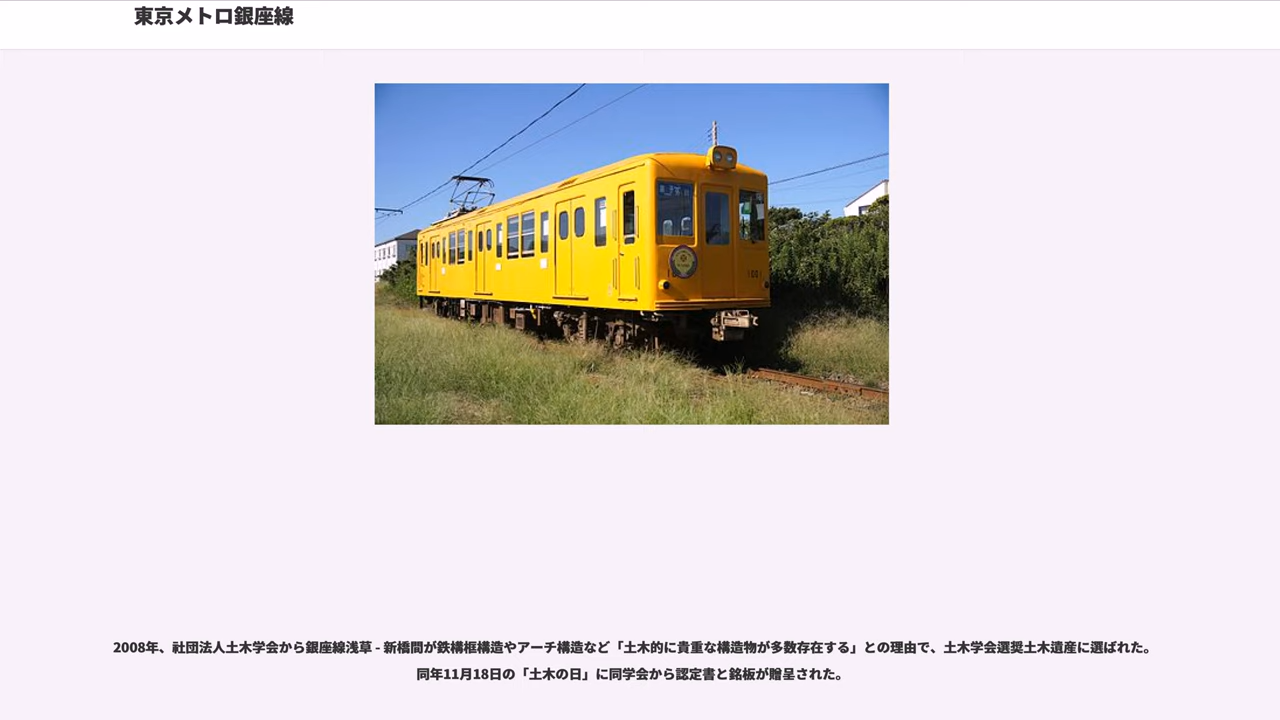 東京メトロ銀座線
2008年、社団法人土木学会から銀座線浅草 - 新橋間が鉄構框構造やアーチ構造など「土木的に貴重な構造物が多数存在する」との理由で、土木学会選奨土木遺産に選ばれた。
同年11月18日の「土木の日」に同学会から認定書と銘板が贈呈された。